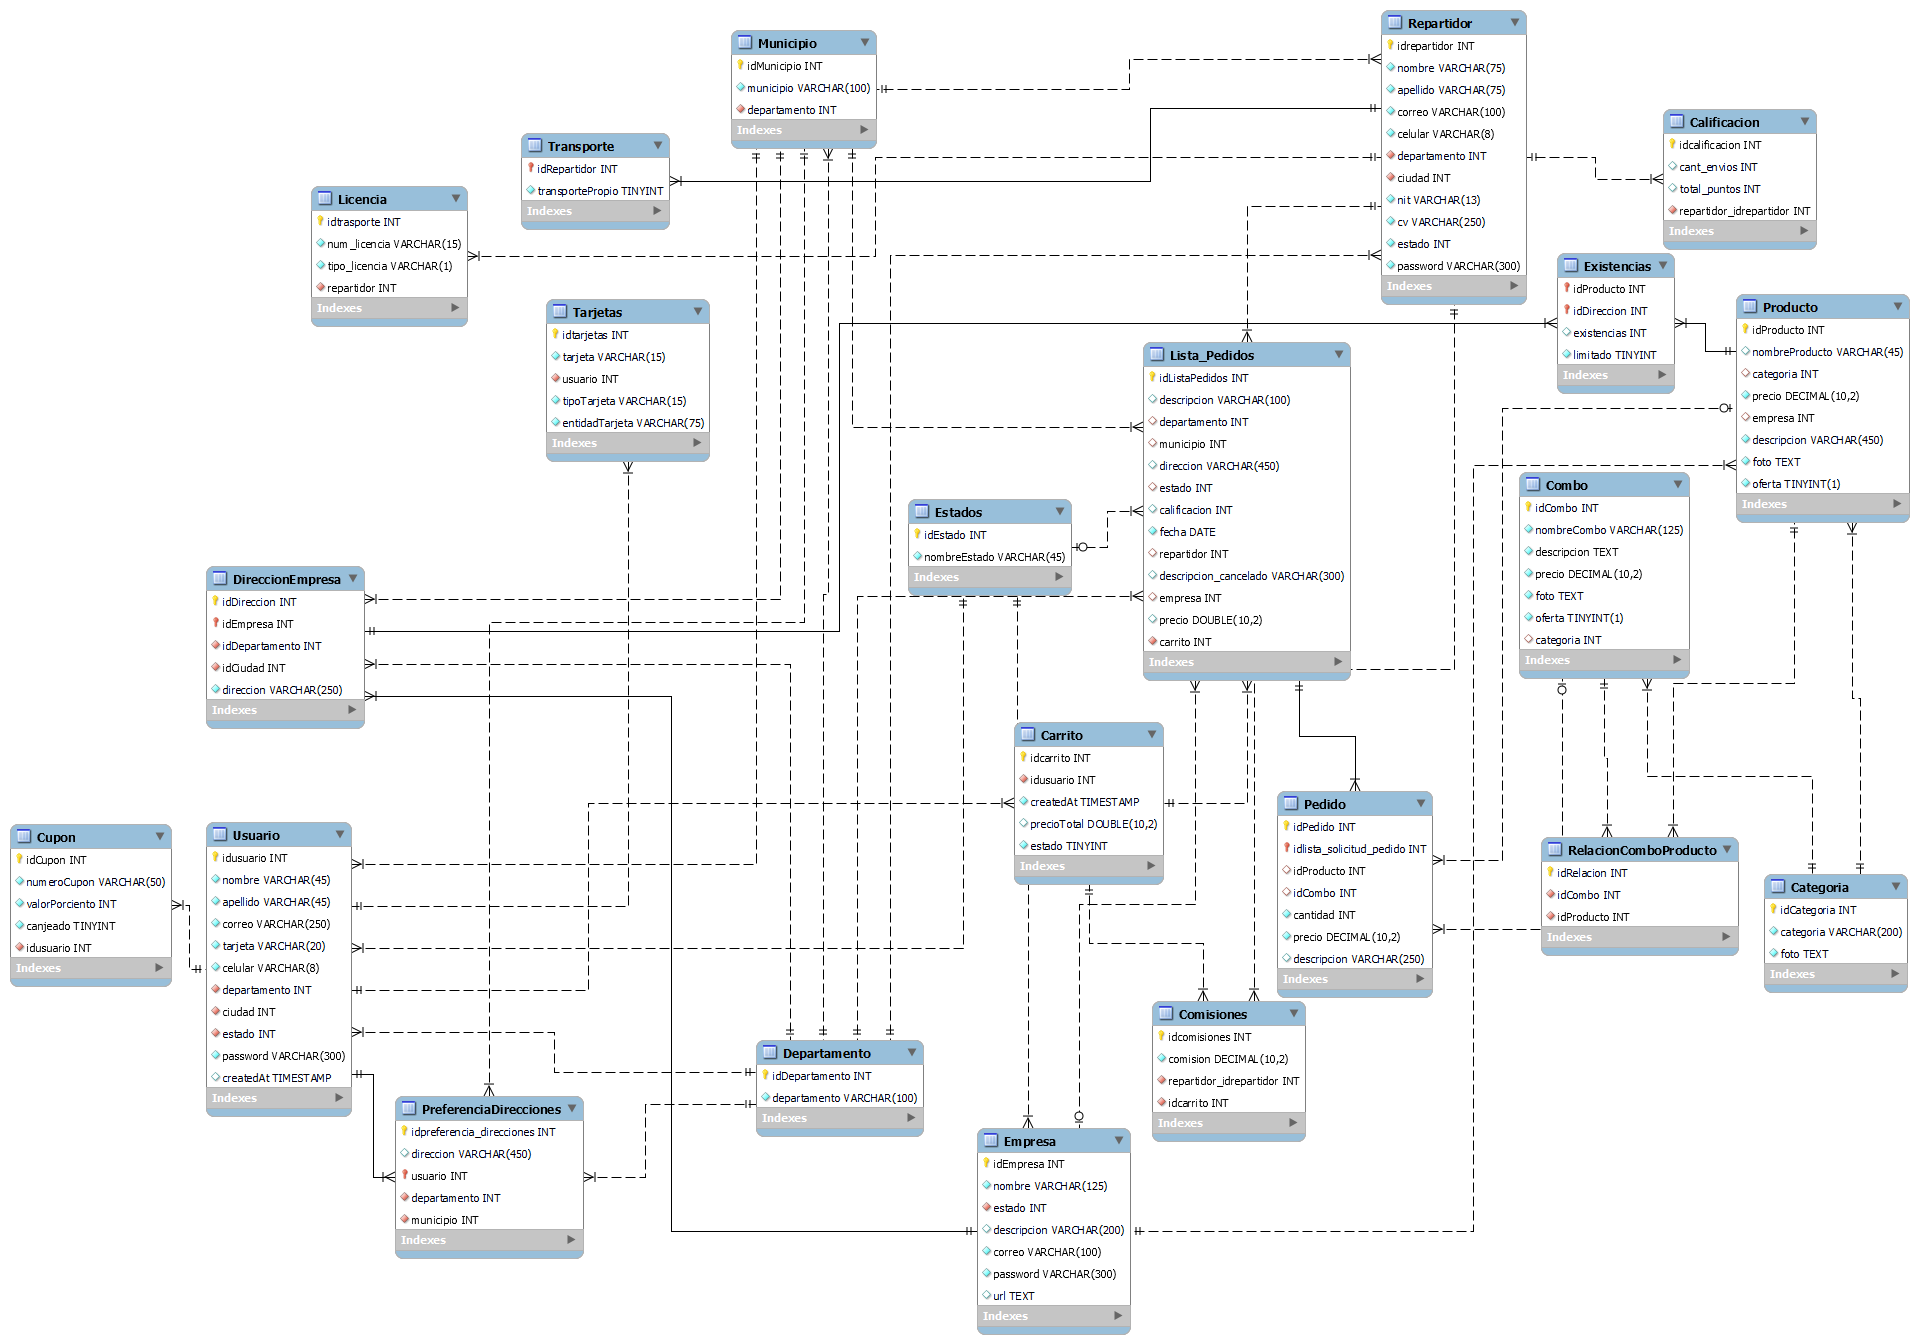 Municipio
idMunicipio INT
municipio VARCHAR(100)
departamento INT
Indexes
Repartidor
idrepartidor INT
nombre VARCHAR(75)
apellido VARCHAR(75)
correo VARCHAR(100)
celular VARCHAR(8)
departamento INT
ciudad INT
nit VARCHAR(13)
cv VARCHAR(250)
estado INT
password VARCHAR(300)
Indexes
Calificacion
idcalificacion INT
cant_envios INT
total_puntos INT
repartidor_idrepartidor INT
Indexes
Transporte
idRepartidor INT
transportePropio TINYINT
Indexes
Licencia
idtrasporte INT
num_licencia VARCHAR(15)
tipo_licencia VARCHAR(1)
repartidor INT
Indexes
Existencias
idProducto INT
idDireccion INT
existencias INT
limitado TINYINT
Indexes
Producto
idProducto INT
nombreProducto VARCHAR(45)
categoria INT
precio DECIMAL(10,2)
empresa INT
descripcion VARCHAR(450)
foto TEXT
oferta TINYINT(1)
Indexes
Tarjetas
idtarjetas INT
tarjeta VARCHAR(15)
usuario INT
tipoTarjeta VARCHAR(15)
entidadTarjeta VARCHAR(75)
Indexes
Lista_Pedidos
idListaPedidos INT
descripcion VARCHAR(100)
departamento INT
municipio INT
direccion VARCHAR(450)
estado INT
calificacion INT
fecha DATE
repartidor INT
descripcion_cancelado VARCHAR(300)
empresa INT
precio DOUBLE(10,2)
carrito INT
Indexes
Estados
idEstado INT
nombreEstado VARCHAR(45)
Indexes
Combo
idCombo INT
nombreCombo VARCHAR(125)
descripcion TEXT
precio DECIMAL(10,2)
foto TEXT
oferta TINYINT(1)
categoria INT
Indexes
DireccionEmpresa
idDireccion INT
idEmpresa INT
idDepartamento INT
idCiudad INT
direccion VARCHAR(250)
Indexes
Carrito
idcarrito INT
idusuario INT
createdAt TIMESTAMP
precioTotal DOUBLE(10,2)
estado TINYINT
Indexes
Pedido
idPedido INT
idlista_solicitud_pedido INT
idProducto INT
idCombo INT
cantidad INT
precio DECIMAL(10,2)
descripcion VARCHAR(250)
Indexes
RelacionComboProducto
idRelacion INT
idCombo INT
idProducto INT
Indexes
Categoria
idCategoria INT
categoria VARCHAR(200)
foto TEXT
Indexes
Cupon
idCupon INT
numeroCupon VARCHAR(50)
valorPorciento INT
canjeado TINYINT
idusuario INT
Indexes
Usuario
idusuario INT
nombre VARCHAR(45)
apellido VARCHAR(45)
correo VARCHAR(250)
tarjeta VARCHAR(20)
celular VARCHAR(8)
departamento INT
ciudad INT
estado INT
password VARCHAR(300)
createdAt TIMESTAMP
Indexes
Comisiones
idcomisiones INT
comision DECIMAL(10,2)
repartidor_idrepartidor INT
idcarrito INT
Indexes
Departamento
idDepartamento INT
departamento VARCHAR(100)
Indexes
PreferenciaDirecciones
idpreferencia_direcciones INT
direccion VARCHAR(450)
usuario INT
departamento INT
municipio INT
Indexes
Empresa
idEmpresa INT
nombre VARCHAR(125)
estado INT
descripcion VARCHAR(200)
correo VARCHAR(100)
password VARCHAR(300)
url TEXT
Indexes